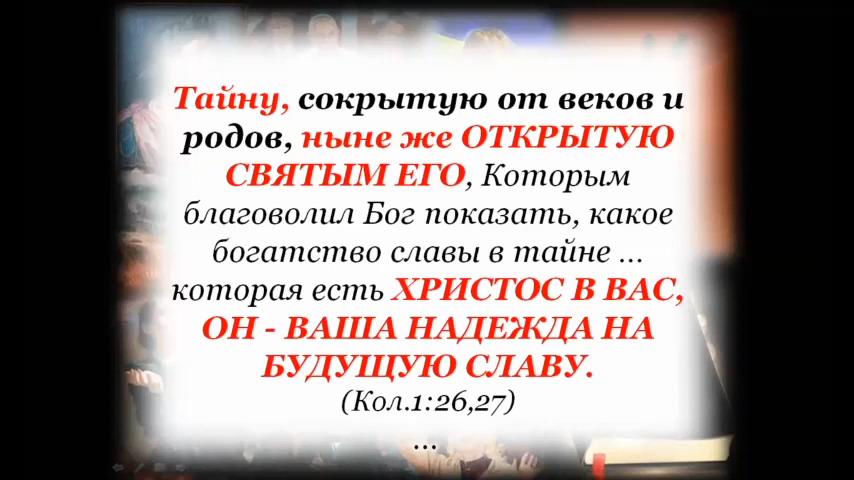 Тайну, сокрытую от веков и
родов, ныне же ОТКРЫТУЮ
СВЯТЫМ ЕГО, Которым
благоволил Бог показать, какое
богатство славы в тайне ...
которая есть ХРИСТОС В ВАС,
ОН - ВАША НАДЕЖДА НА
БУДУЩУЮ СЛАВУ.
(Кол.1:26,27)
...